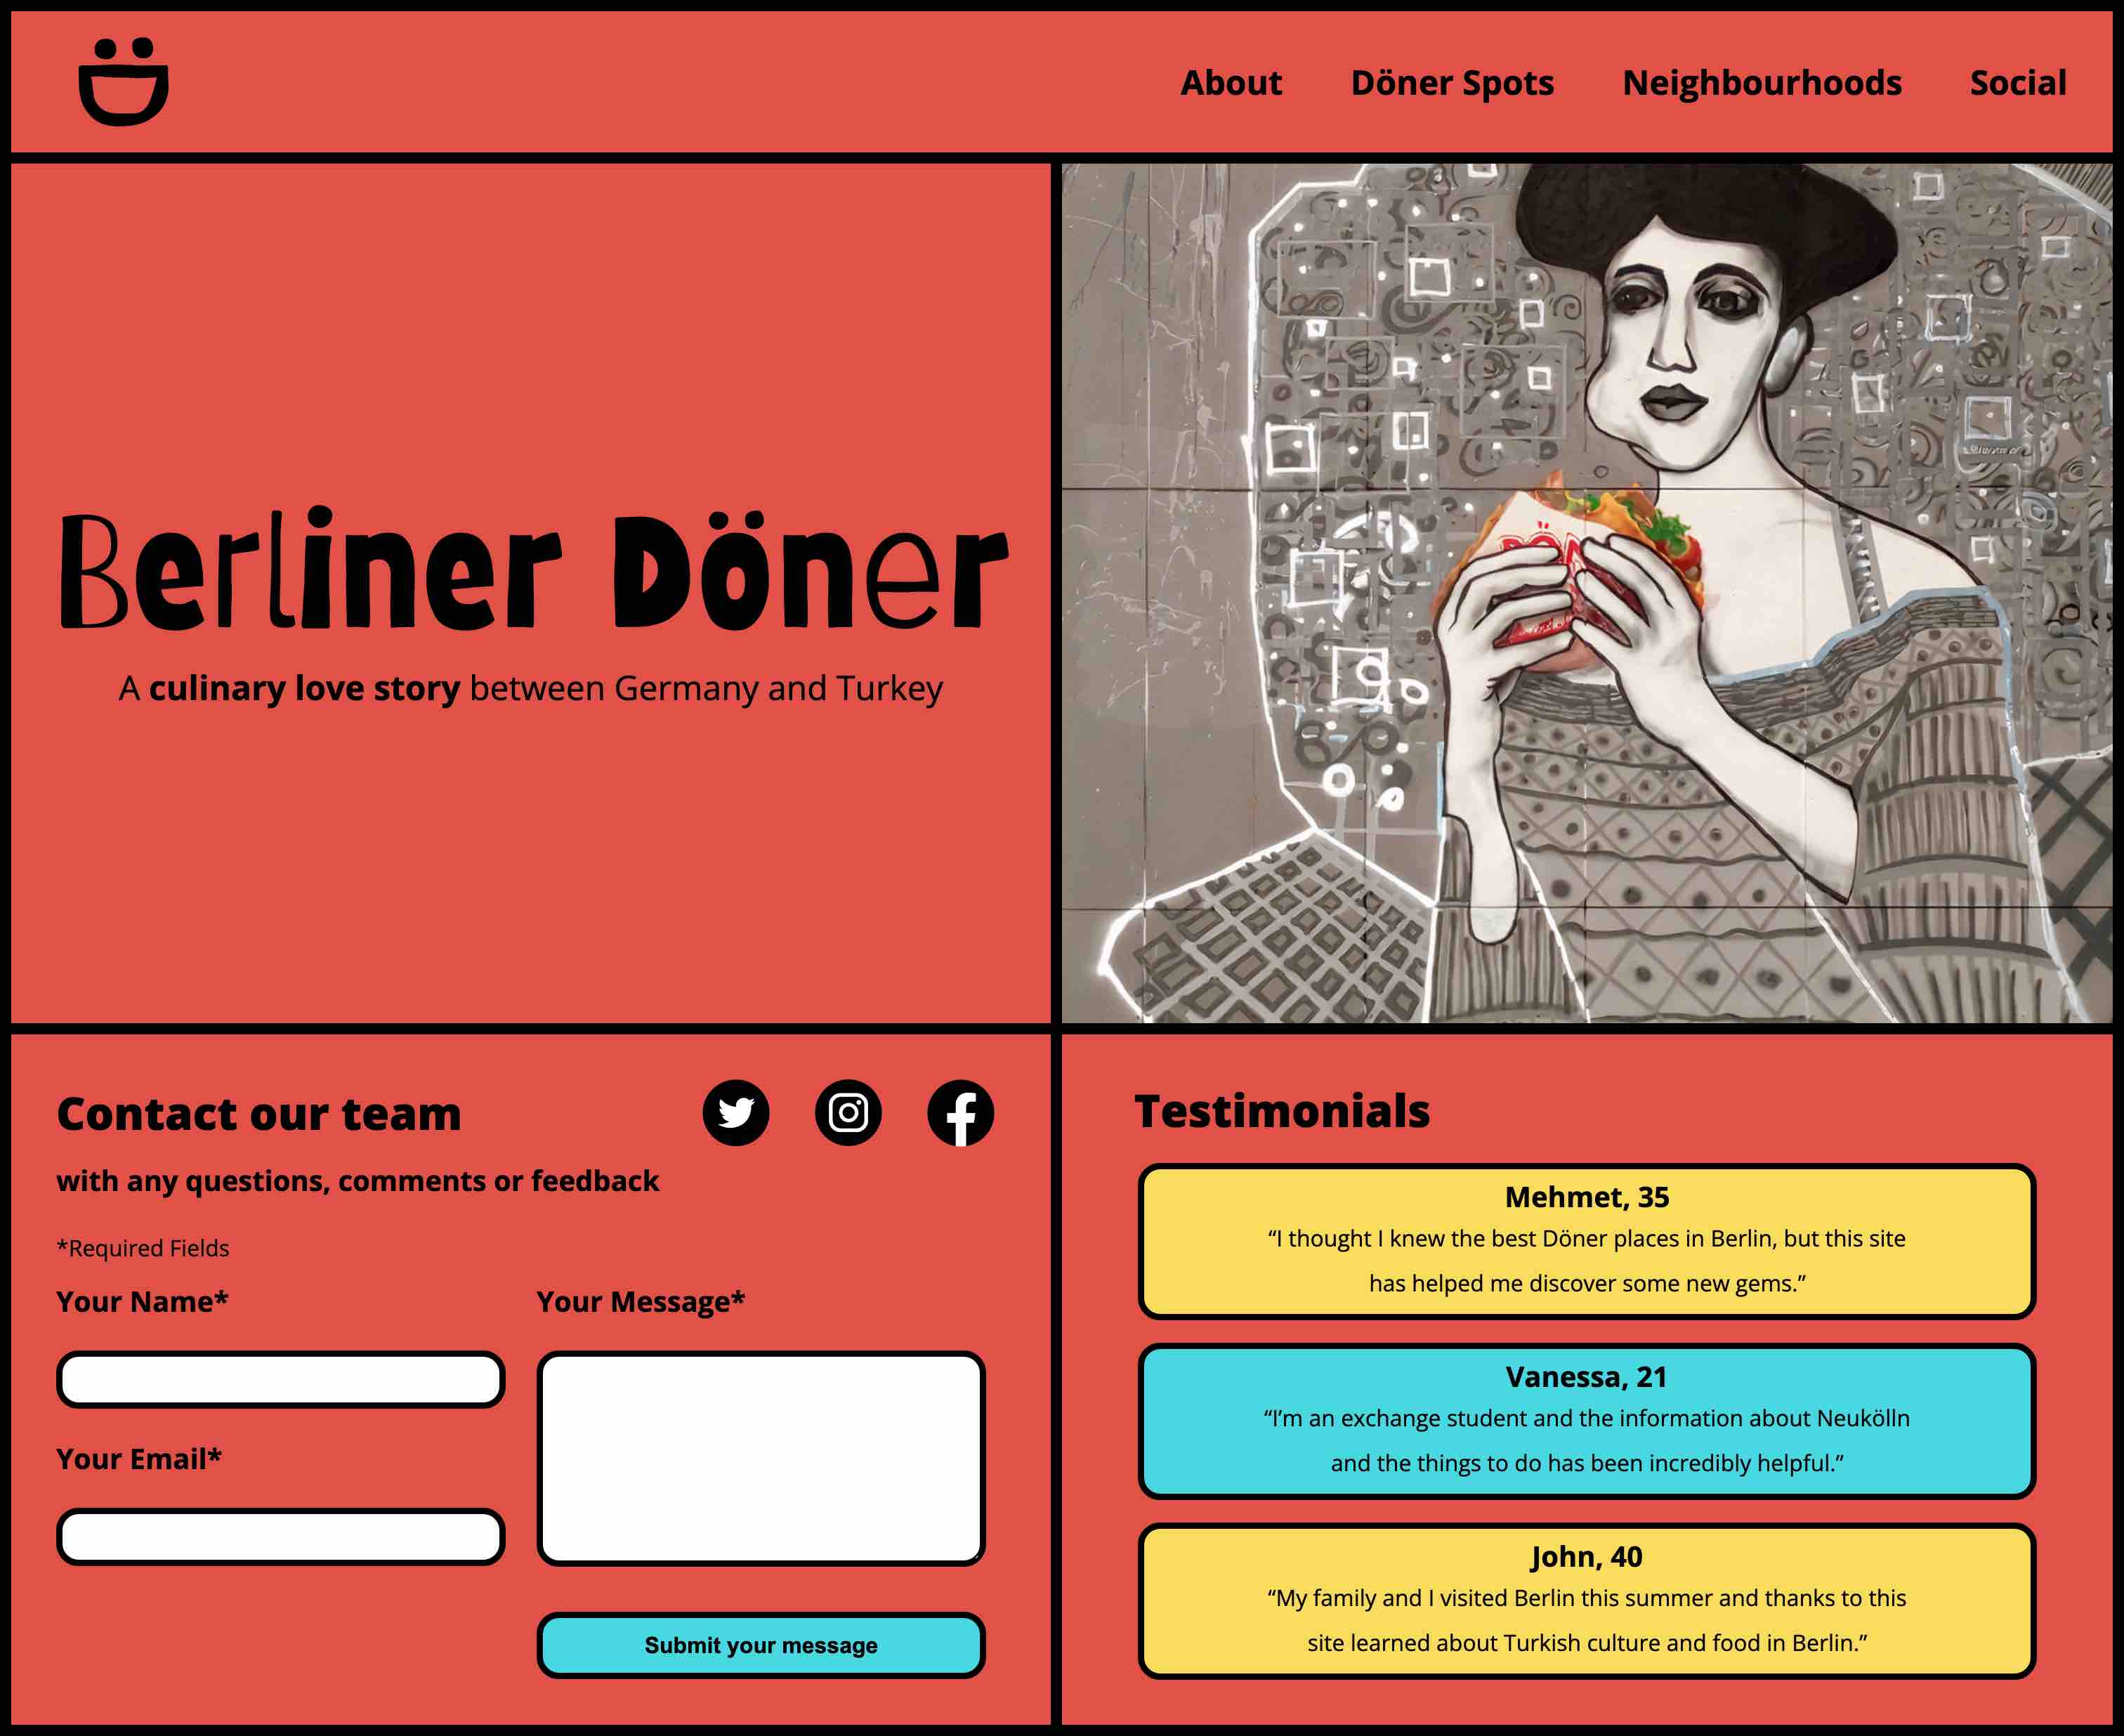 About Döner Spots Neighbourhoods Social
Berliner Döner
A culinary love story between Germany and Turkey
Contact our team
with any questions, comments or feedback
*Required Fields
Your Name*
Your Message*
Your Email*
Submit your message
Testimonials
Mehmet, 35
“I thought I knew the best Döner places in Berlin, but this site
has helped me discover some new gems.”
Vanessa, 21
“I’m an exchange student and the information about Neukölln
and the things to do has been incredibly helpful.”
John, 40
“My family and I visited Berlin this summer and thanks to this
site learned about Turkish culture and food in Berlin.”